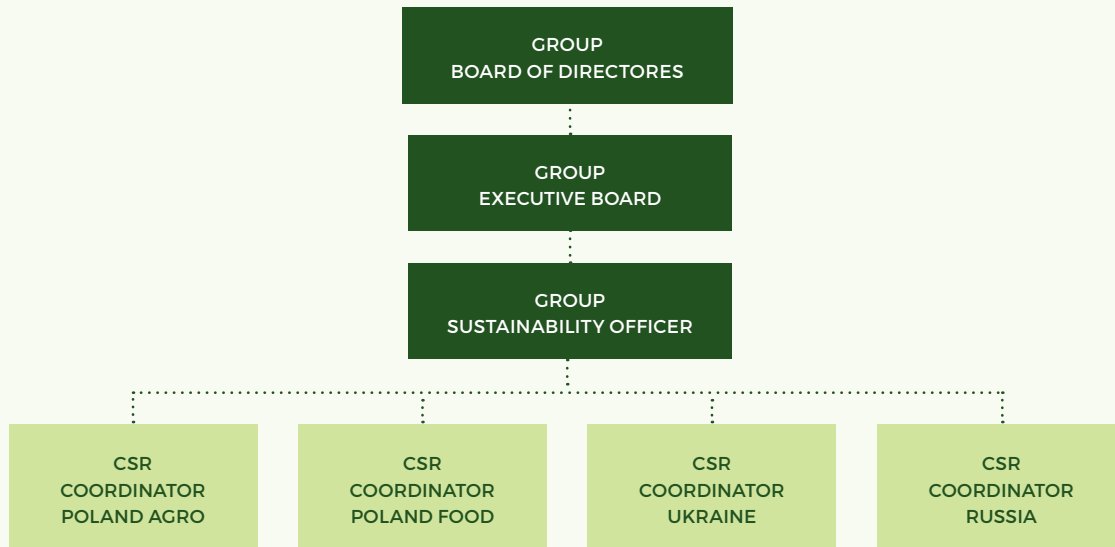 GROUP
BOARD OF DIRECTORES
GROUP
EXECUTIVE BOARD
GROUP
SUSTAINABILITY OFFICER
CSR
COORDINATOR
POLAND AGRO
CSR
COORDINATOR
POLAND FOOD
CSR
COORDINATOR
UKRAINE
CSR
COORDINATOR
RUSSIA